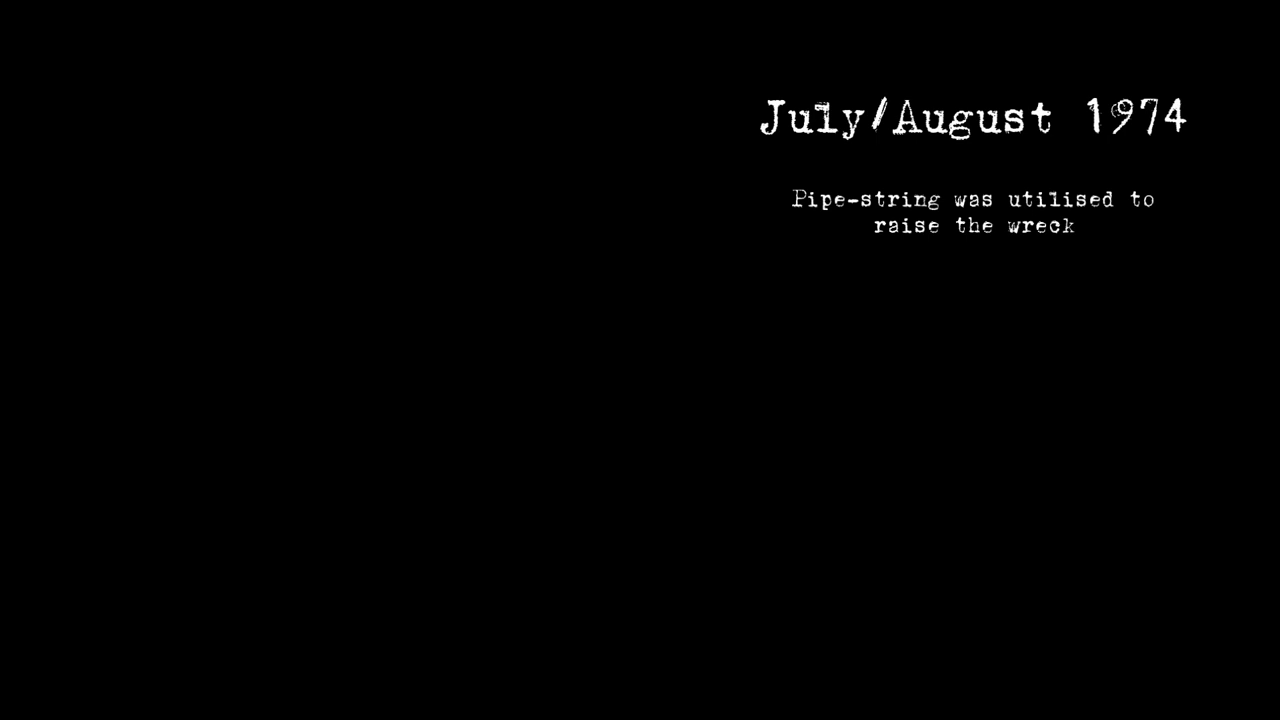 July/August 1974
Pipe-string was utilised to
raise the wreck